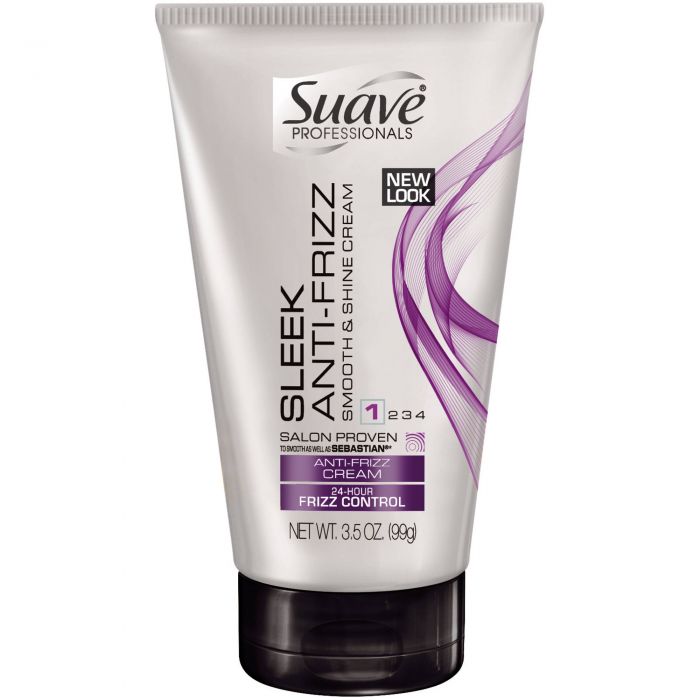 Suavé®
PROFESSIONALS
NEW
LOOK
SLEEK
ANTI-FRIZZ
SMOOTH & SHINE CREAM
1 2 3 4
SALON PROVEN
TO SMOOTH AS WELL AS SEBASTIAN®*
ANTI-FRIZZ
CREAM
24-HOUR
FRIZZ CONTROL
NET WT. 3.5 OZ. (99g)